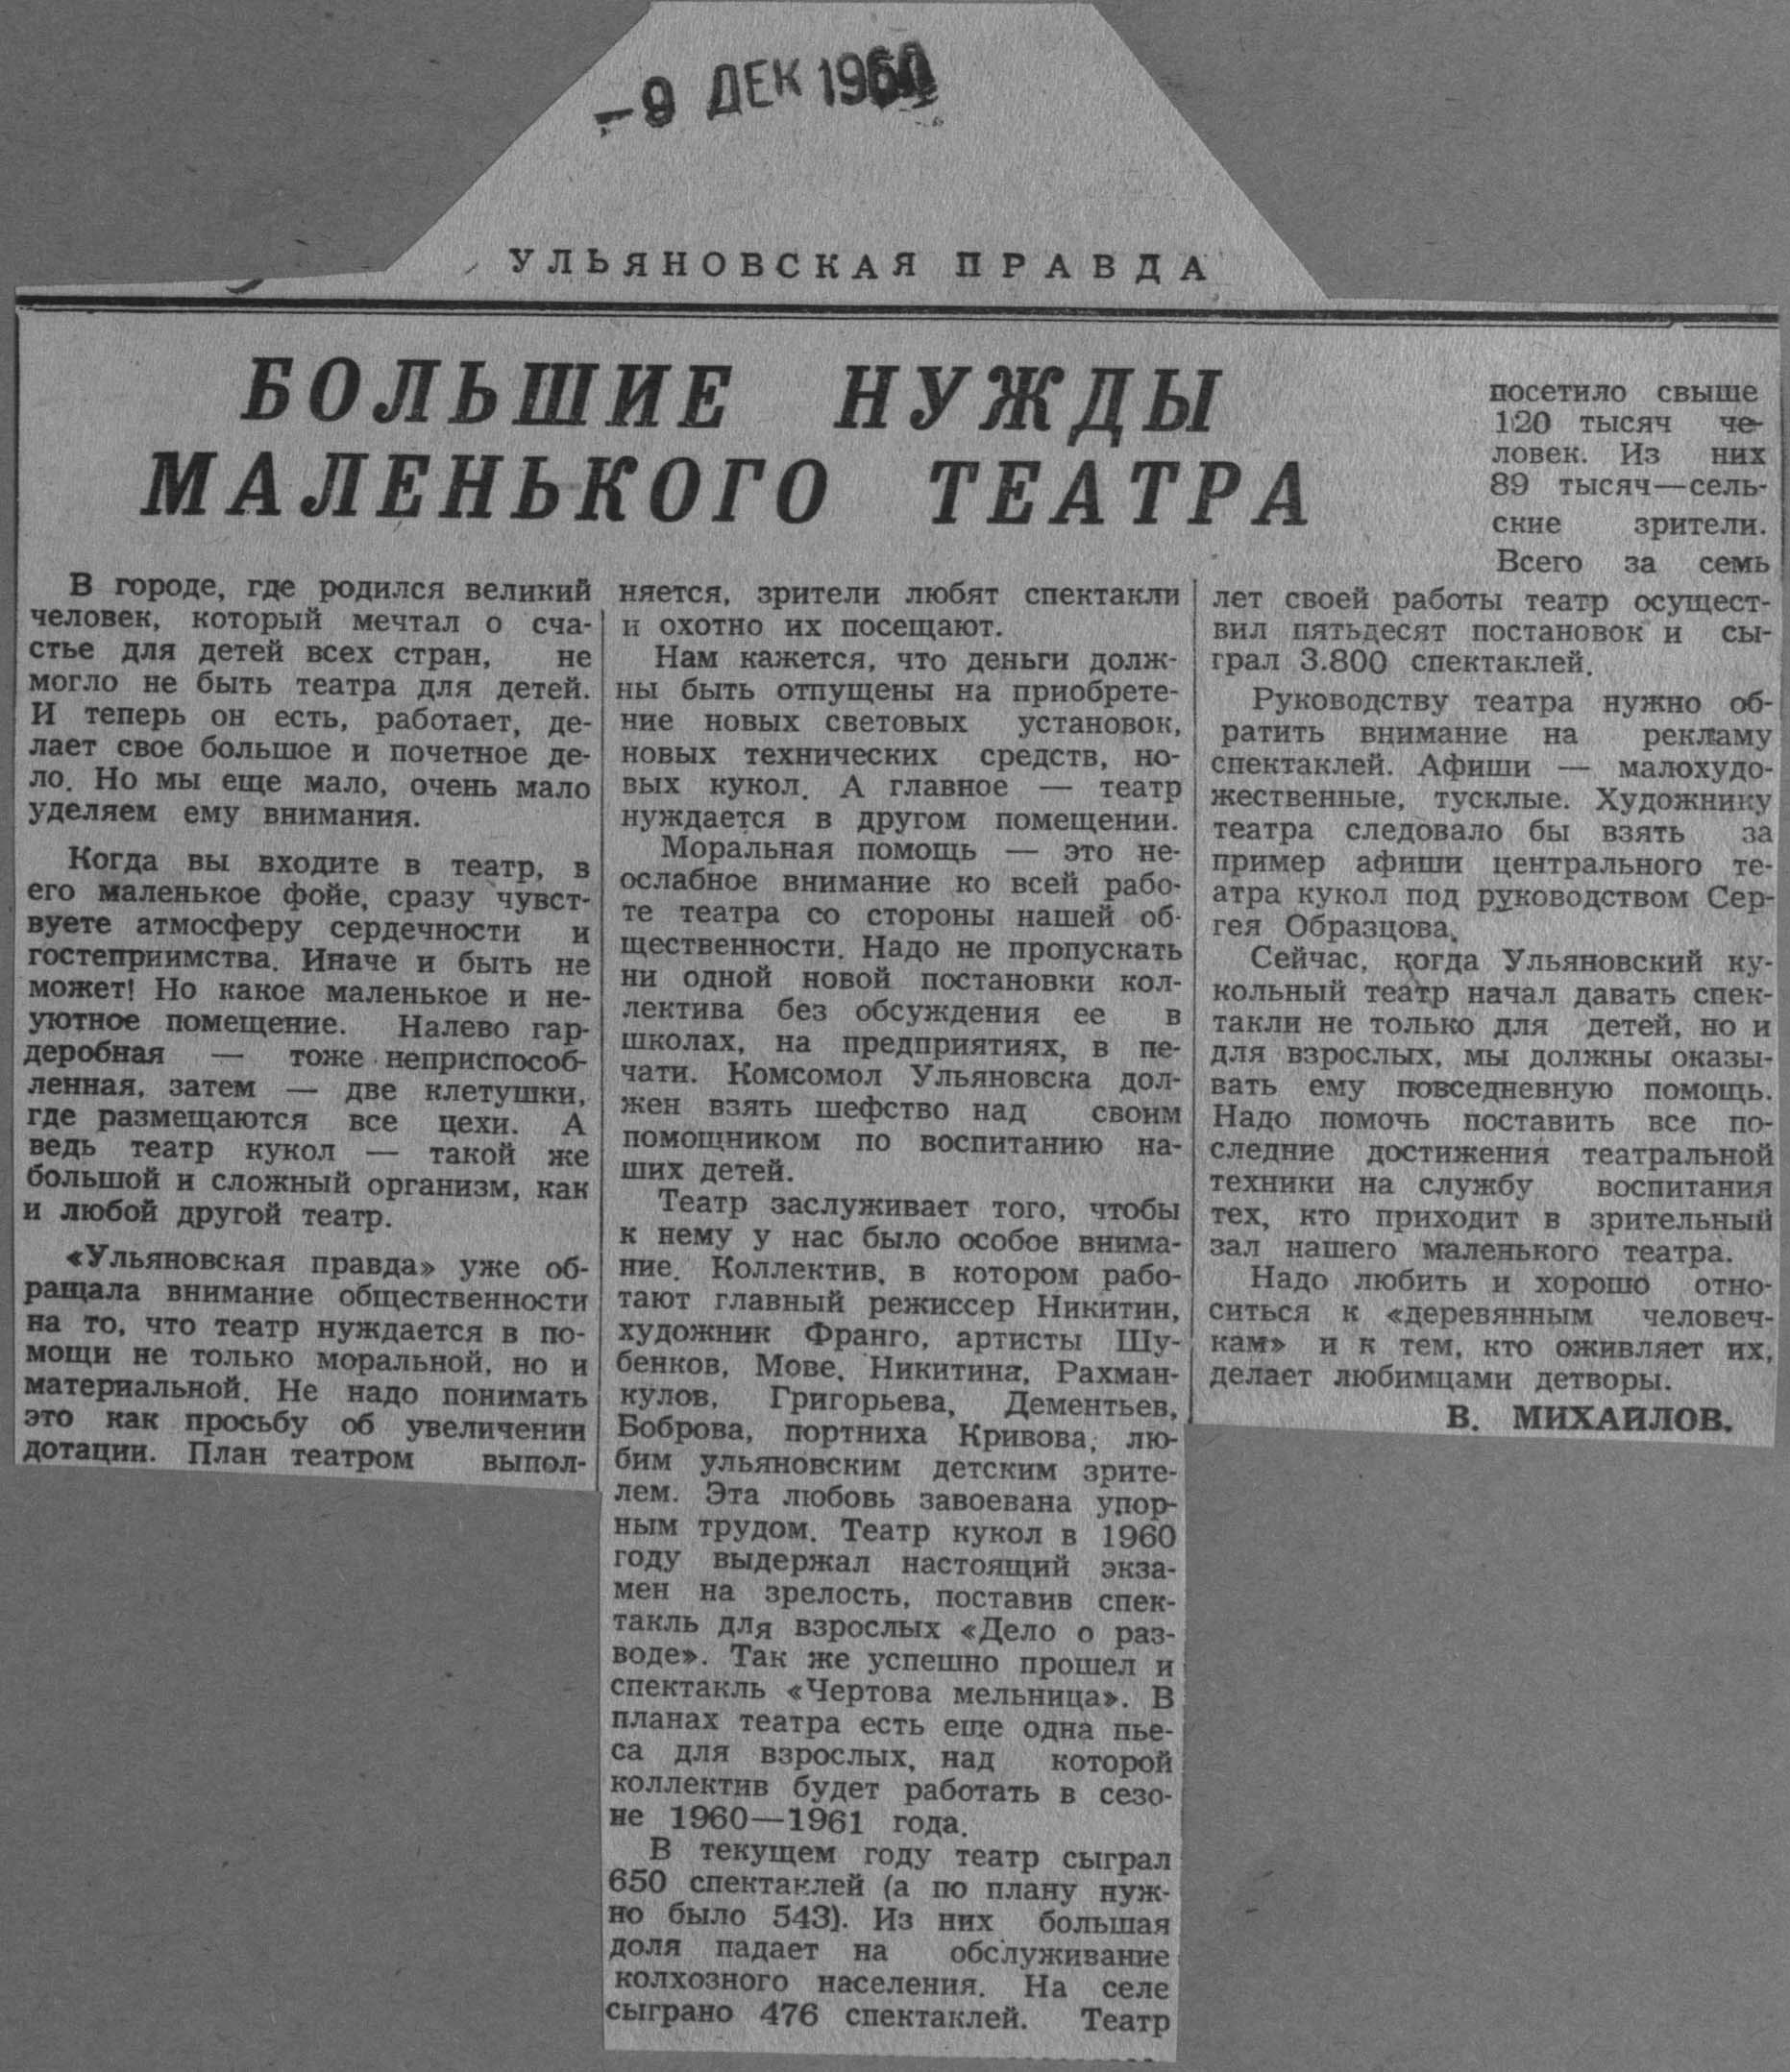 -9 ДЕК 1960
УЛЬЯНОВСКАЯ ПРАВДА
БОЛЬШИЕ НУЖДЫ
МАЛЕНЬКОГО ТЕАТРА
В городе, где родился великий
человек, который мечтал о сча-
стье для детей всех стран, не
могло не быть театра для детей.
И теперь он есть, работает, де-
лает свое большое и почетное де-
ло. Но мы еще мало, очень мало
уделяем ему внимания.
Когда вы входите в театр, в
его маленькое фойе, сразу чувст-
вуете атмосферу сердечности и
гостеприимства. Иначе и быть не
может! Но какое маленькое и не-
уютное помещение. Налево гар-
деробная — тоже неприспособ-
ленная, затем — две клетушки,
где размещаются все цехи. А
ведь театр кукол — такой же
большой и сложный организм, как
и любой другой театр.
«Ульяновская правда» уже об-
ращала внимание общественности
на то, что театр нуждается в по-
мощи не только моральной, но и
материальной. Не надо понимать
это как просьбу об увеличении
дотации. План театром выпол-
няется, зрители любят спектакли
и охотно их посещают.
Нам кажется, что деньги долж-
ны быть отпущены на приобрете-
ние новых световых установок,
новых технических средств, но-
вых кукол. А главное — театр
нуждается в другом помещении.
Моральная помощь — это не-
ослабное внимание ко всей рабо-
те театра со стороны нашей об-
щественности. Надо не пропускать
ни одной новой постановки кол-
лектива без обсуждения ее в
школах, на предприятиях, в пе-
чати. Комсомол Ульяновска дол-
жен взять шефство над своим
помощником по воспитанию на-
ших детей.
Театр заслуживает того, чтобы
к нему у нас было особое внима-
ние. Коллектив, в котором рабо-
тают главный режиссер Никитин,
художник Франго, артисты Шу-
бенков, Мове, Никитина, Рахман-
кулов, Григорьева, Дементьев,
Боброва, портниха Кривова, лю-
бим ульяновским детским зрите-
лем. Эта любовь завоевана упор-
ным трудом. Театр кукол в 1960
году выдержал настоящий экза-
мен на зрелость, поставив спек-
такль для взрослых «Дело о раз-
воде». Так же успешно прошел и
спектакль «Чертова мельница». В
планах театра есть еще одна пье-
са для взрослых, над которой
коллектив будет работать в сезо-
не 1960—1961 года.
В текущем году театр сыграл
650 спектаклей (а по плану нуж-
но было 543). Из них большая
доля падает на обслуживание
колхозного населения. На селе
сыграно 476 спектаклей. Театр
посетило свыше
120 тысяч че-
ловек. Из них
89 тысяч—сель-
ские зрители.
Всего за семь
лет своей работы театр осущест-
вил пятьдесят постановок и сы-
грал 3.800 спектаклей.
Руководству театра нужно об-
ратить внимание на рекламу
спектаклей. Афиши — малохудо-
жественные, тусклые. Художнику
театра следовало бы взять за
пример афиши центрального те-
атра кукол под руководством Сер-
гея Образцова.
Сейчас, когда Ульяновский ку-
кольный театр начал давать спек-
такли не только для детей, но и
для взрослых, мы должны оказы-
вать ему повседневную помощь.
Надо помочь поставить все по-
следние достижения театральной
техники на службу воспитания
тех, кто приходит в зрительный
зал нашего маленького театра.
Надо любить и хорошо отно-
ситься к «деревянным человеч-
кам» и к тем, кто оживляет их,
делает любимцами детворы.
В. МИХАЙЛОВ.